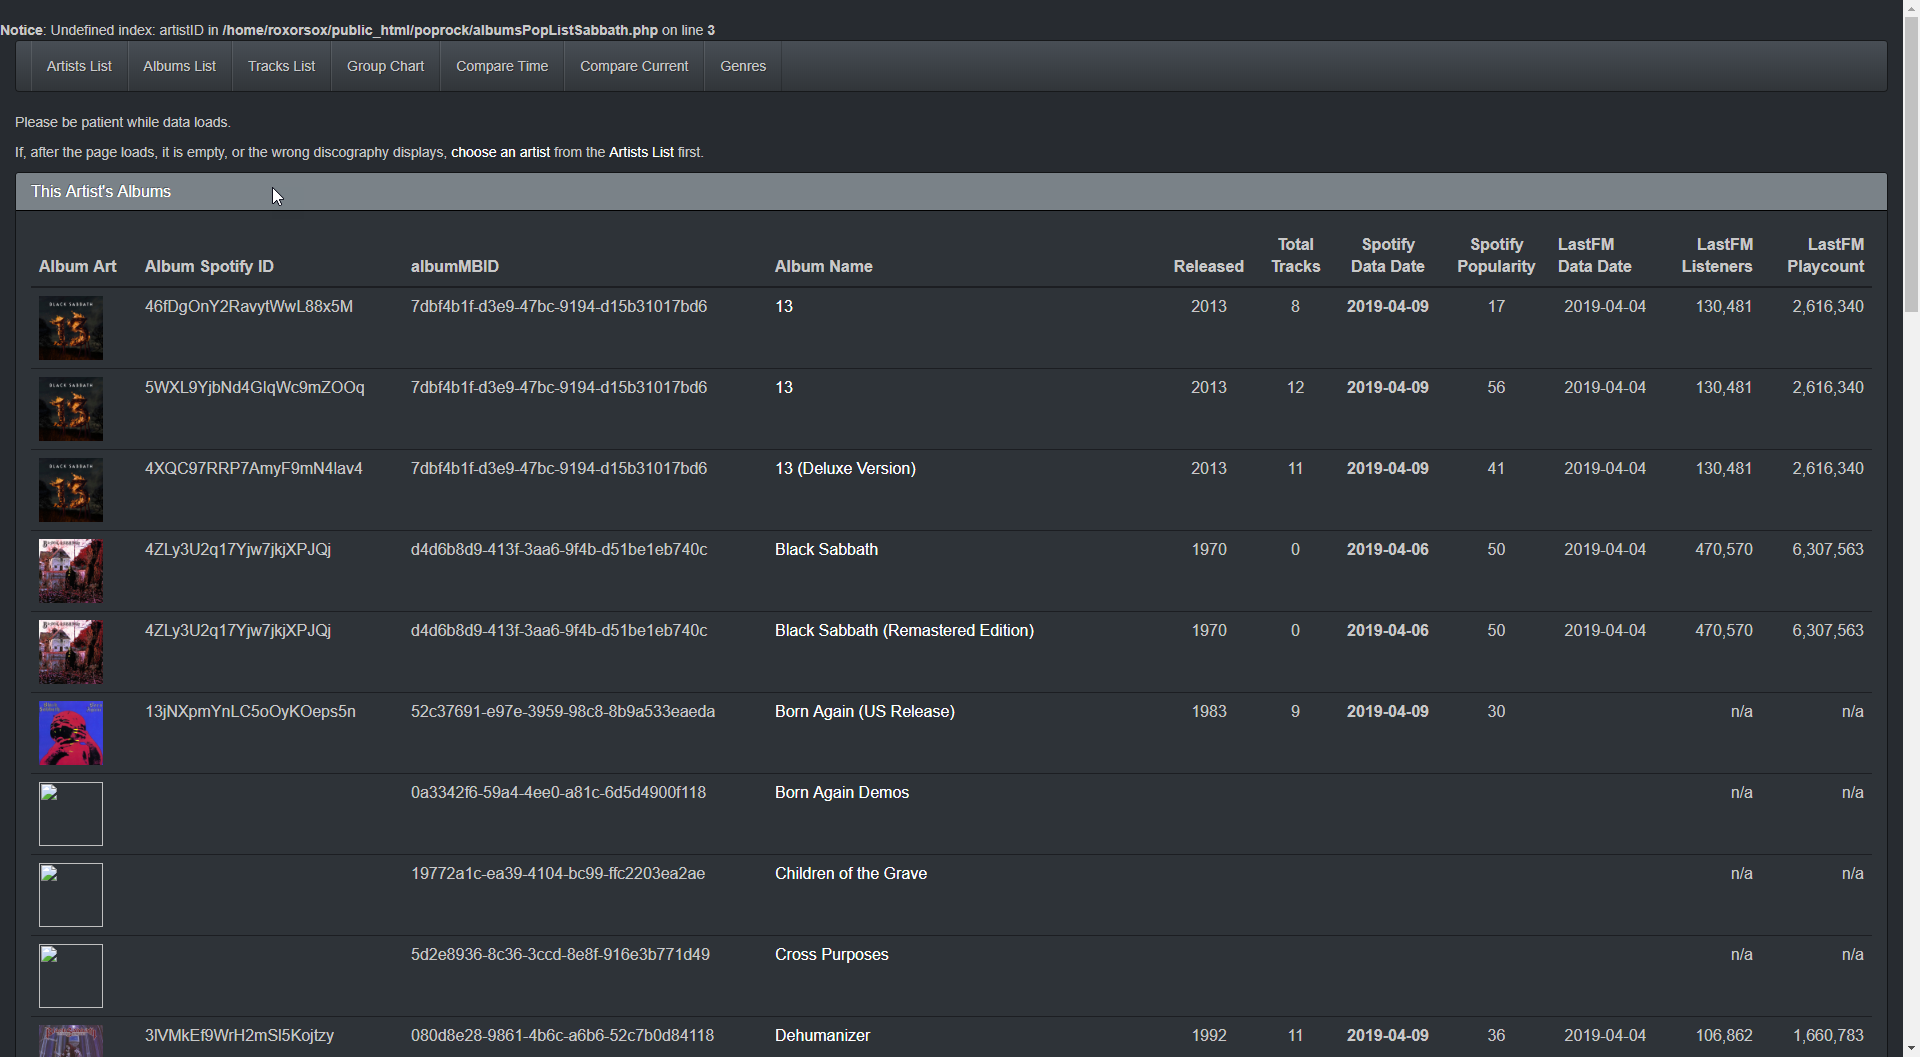 Notice: Undefined index: artistID in /home/roxorsox/public_html/poprock/albumsPopListSabbath.php on line 3
Artists List Albums List Tracks List Group Chart Compare Time Compare Current Genres
Please be patient while data loads.
If, after the page loads, it is empty, or the wrong discography displays, choose an artist from the Artists List first.
This Artist's Albums
Album Art Album Spotify ID albumMBID Album Name Released Total Tracks Spotify Data Date Spotify Popularity LastFM Data Date LastFM Listeners LastFM Playcount
46fDgOnY2RavytWwL88x5M 7dbf4b1f-d3e9-47bc-9194-d15b31017bd6 13 2013 8 2019-04-09 17 2019-04-04 130,481 2,616,340
5WXL9YjbNd4GlqWc9mZOOq 7dbf4b1f-d3e9-47bc-9194-d15b31017bd6 13 2013 12 2019-04-09 56 2019-04-04 130,481 2,616,340
4XQC97RRP7AmyF9mN4lav4 7dbf4b1f-d3e9-47bc-9194-d15b31017bd6 13 (Deluxe Version) 2013 11 2019-04-09 41 2019-04-04 130,481 2,616,340
4ZLy3U2q17Yjw7jkjXPJQj d4d6b8d9-413f-3aa6-9f4b-d51be1eb740c Black Sabbath 1970 0 2019-04-06 50 2019-04-04 470,570 6,307,563
4ZLy3U2q17Yjw7jkjXPJQj d4d6b8d9-413f-3aa6-9f4b-d51be1eb740c Black Sabbath (Remastered Edition) 1970 0 2019-04-06 50 2019-04-04 470,570 6,307,563
13jNXpmYnLC5oOyKOeps5n 52c37691-e97e-3959-98c8-8b9a533eaeda Born Again (US Release) 1983 9 2019-04-09 30 n/a n/a
0a3342f6-59a4-4ee0-a81c-6d5d4900f118 Born Again Demos n/a n/a
19772a1c-ea39-4104-bc99-ffc2203ea2ae Children of the Grave n/a n/a
5d2e8936-8c36-3ccd-8e8f-916e3b771d49 Cross Purposes n/a n/a
3IVMkEf9WrH2mSl5Kojtzy 080d8e28-9861-4b6c-a6b6-52c7b0d84118 Dehumanizer 1992 11 2019-04-09 36 2019-04-04 106,862 1,660,783